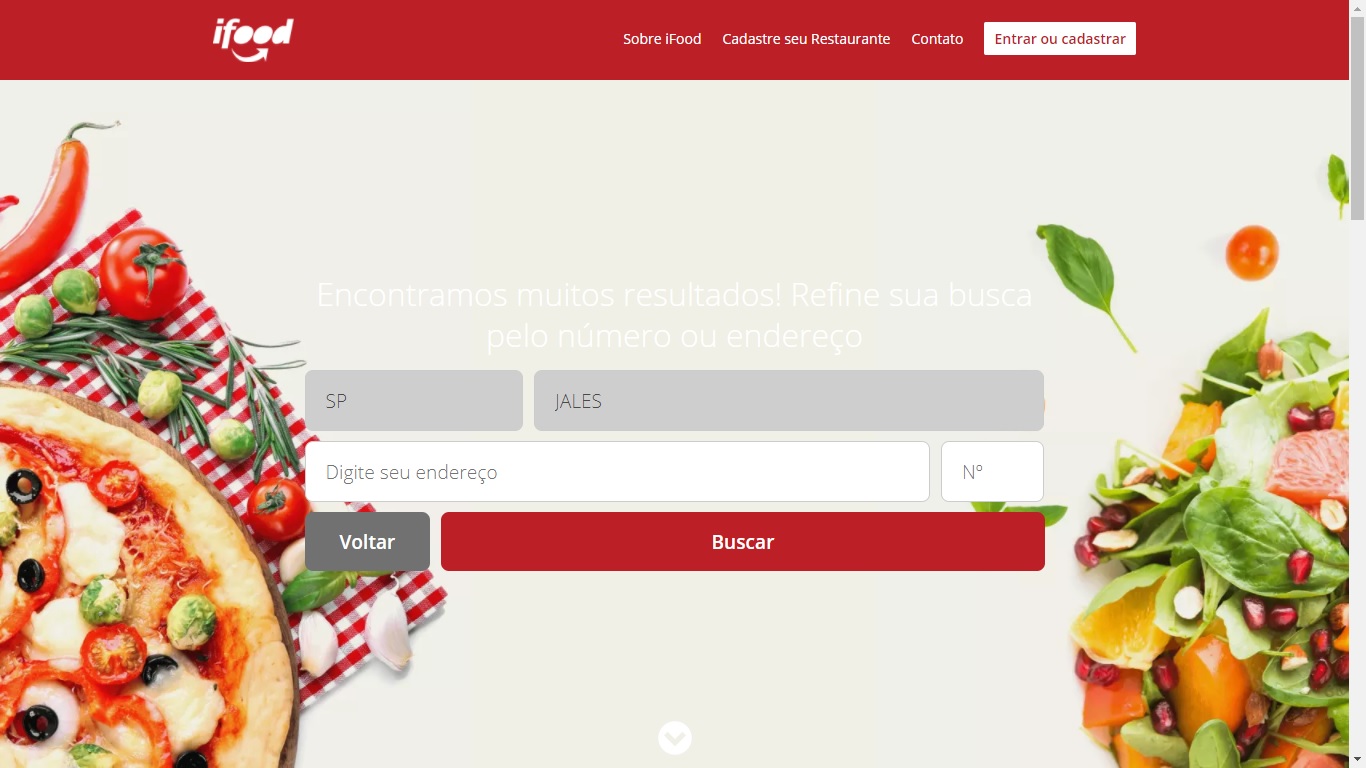 ifood
Sobre iFood
Cadastre seu Restaurante
Contato
Entrar ou cadastrar
Encontramos muitos resultados! Refine sua busca
pelo número ou endereço
SP
JALES
Digite seu endereço
Nº
Voltar
Buscar